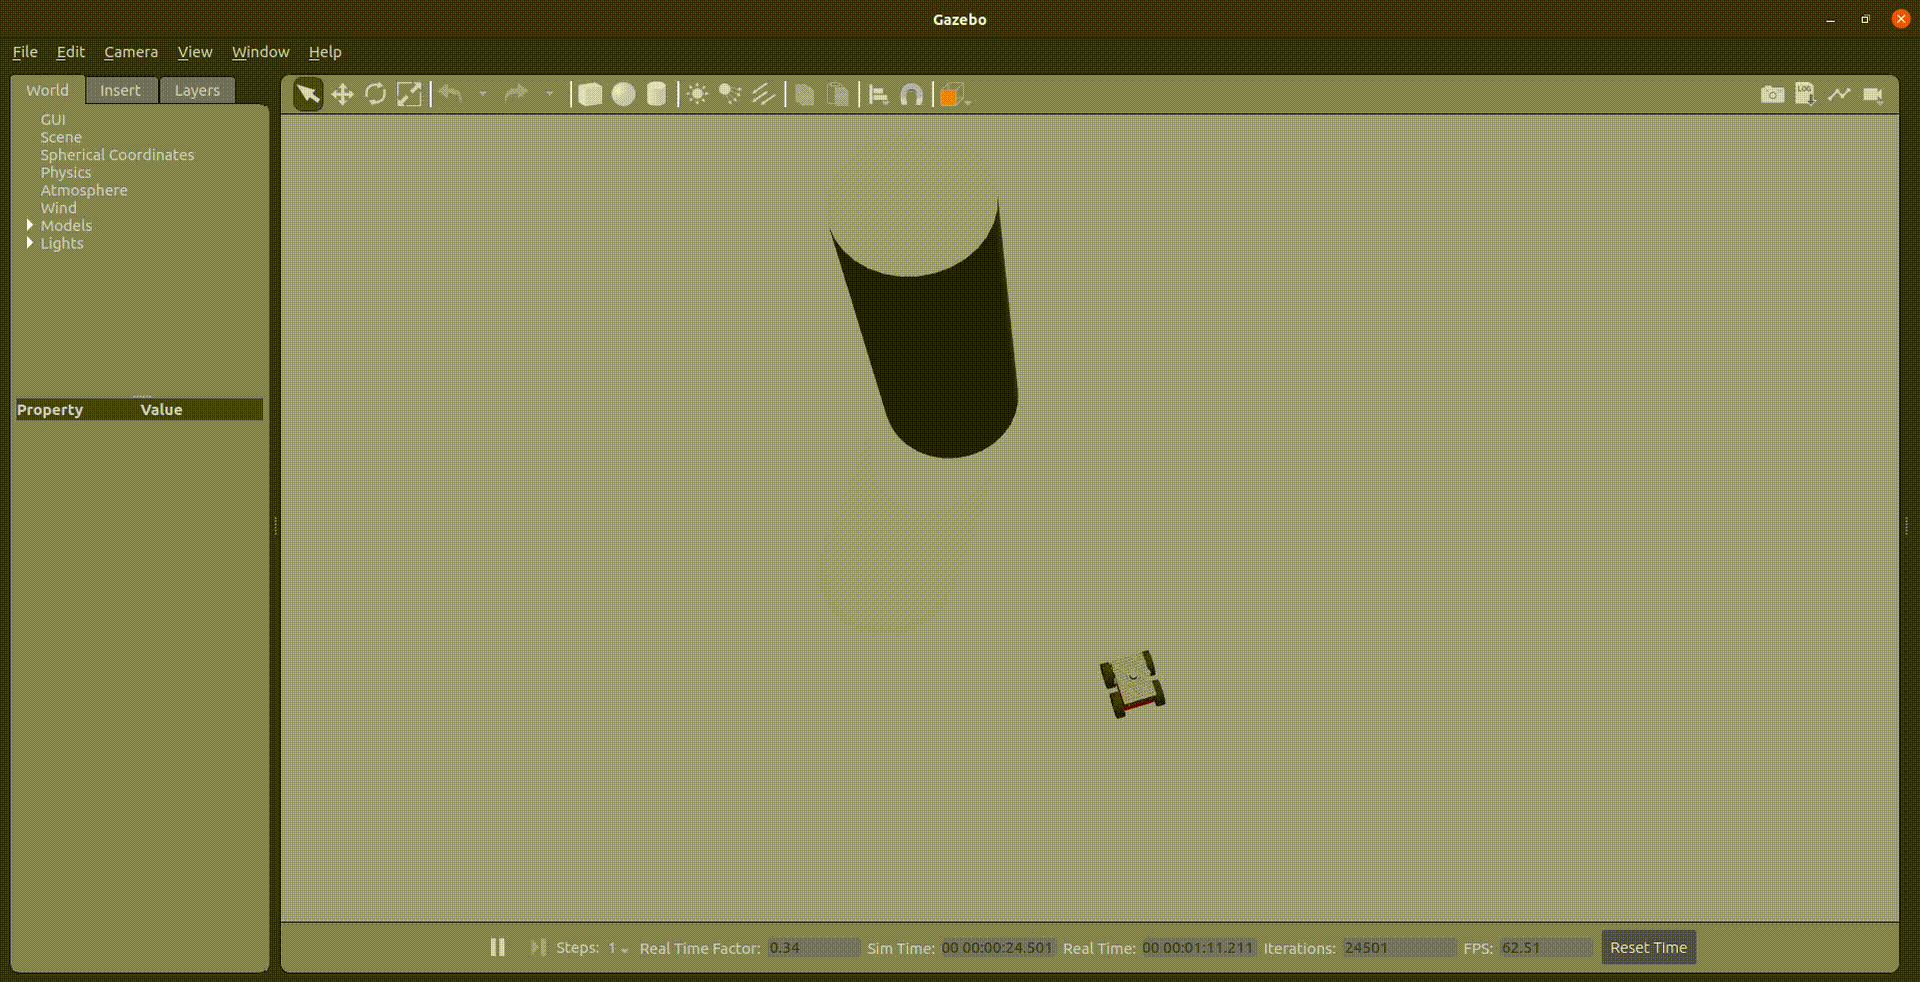 Gazebo
File Edit Camera View Window Help
World Insert Layers
LOG
GUI
Scene
Spherical Coordinates
Physics
Atmosphere
Wind
Models
Lights
Property Value
Steps: 1 Real Time Factor: 0.34 Sim Time: 00 00:00:24.501 Real Time: 00 00:01:11.211 Iterations: 24501 FPS: 62.51 Reset Time